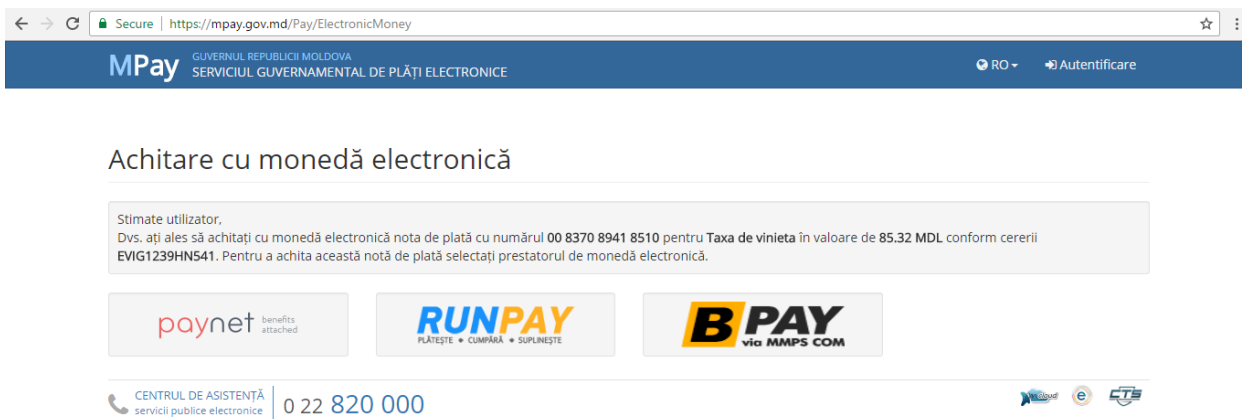 Secure | https://mpay.gov.md/Pay/ElectronicMoney
MPay
GUVERNUL REPUBLICII MOLDOVA
SERVICIUL GUVERNAMENTAL DE PLĂȚI ELECTRONICE
RO
Autentificare
Achitare cu monedă electronică
Stimate utilizator,
Dvs. ați ales să achitați cu monedă electronică nota de plată cu numărul 00 8370 8941 8510 pentru Taxa de vinieta în valoare de 85.32 MDL conform cererii
EVIG1239HN541. Pentru a achita această notă de plată selectați prestatorul de monedă electronică.
paynet benefits
attached
RUNPAY
PLĂTEȘTE • CUMPĂRĂ • SUPLINEȘTE
B PAY
via MMPS COM
CENTRUL DE ASISTENȚĂ
servicii publice electronice
0 22 820 000
e
CTS